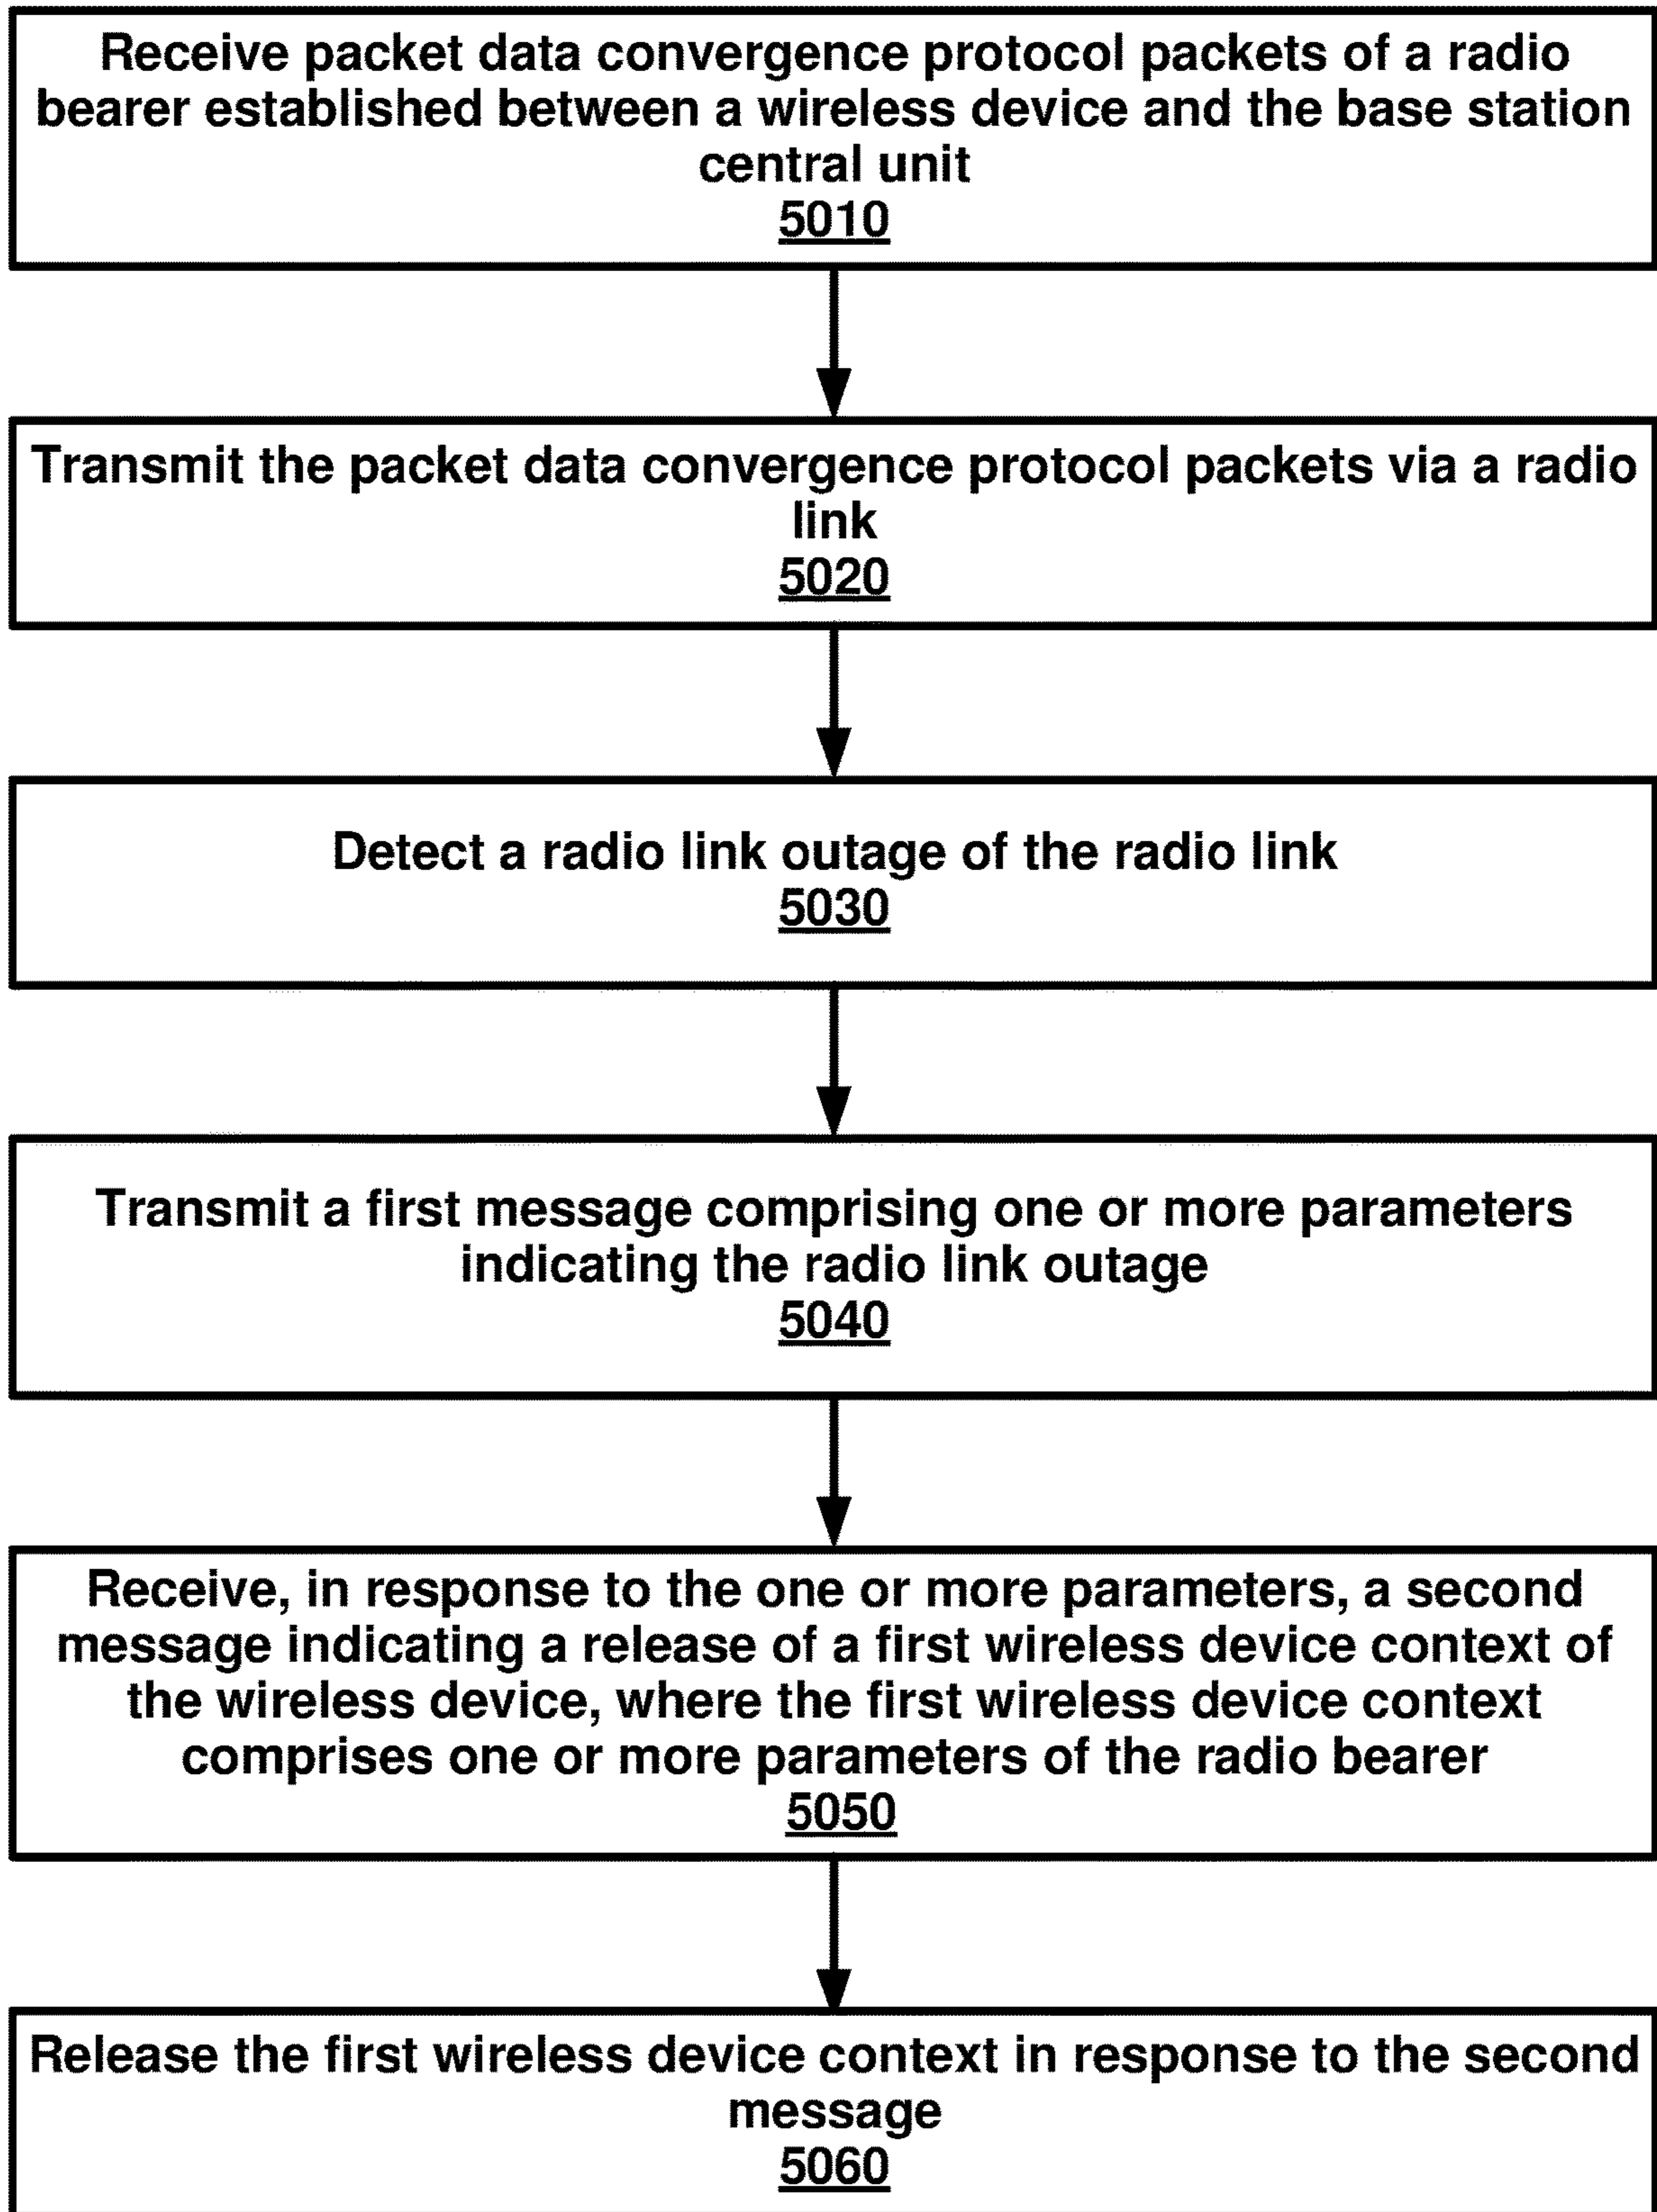 Receive packet data convergence protocol packets of a radio
bearer established between a wireless device and the base station
central unit
5010
Transmit the packet data convergence protocol packets via a radio
link
5020
Detect a radio link outage of the radio link
5030
Transmit a first message comprising one or more parameters
indicating the radio link outage
5040
Receive, in response to the one or more parameters, a second
message indicating a release of a first wireless device context of
the wireless device, where the first wireless device context
comprises one or more parameters of the radio bearer
5050
Release the first wireless device context in response to the second
message
5060